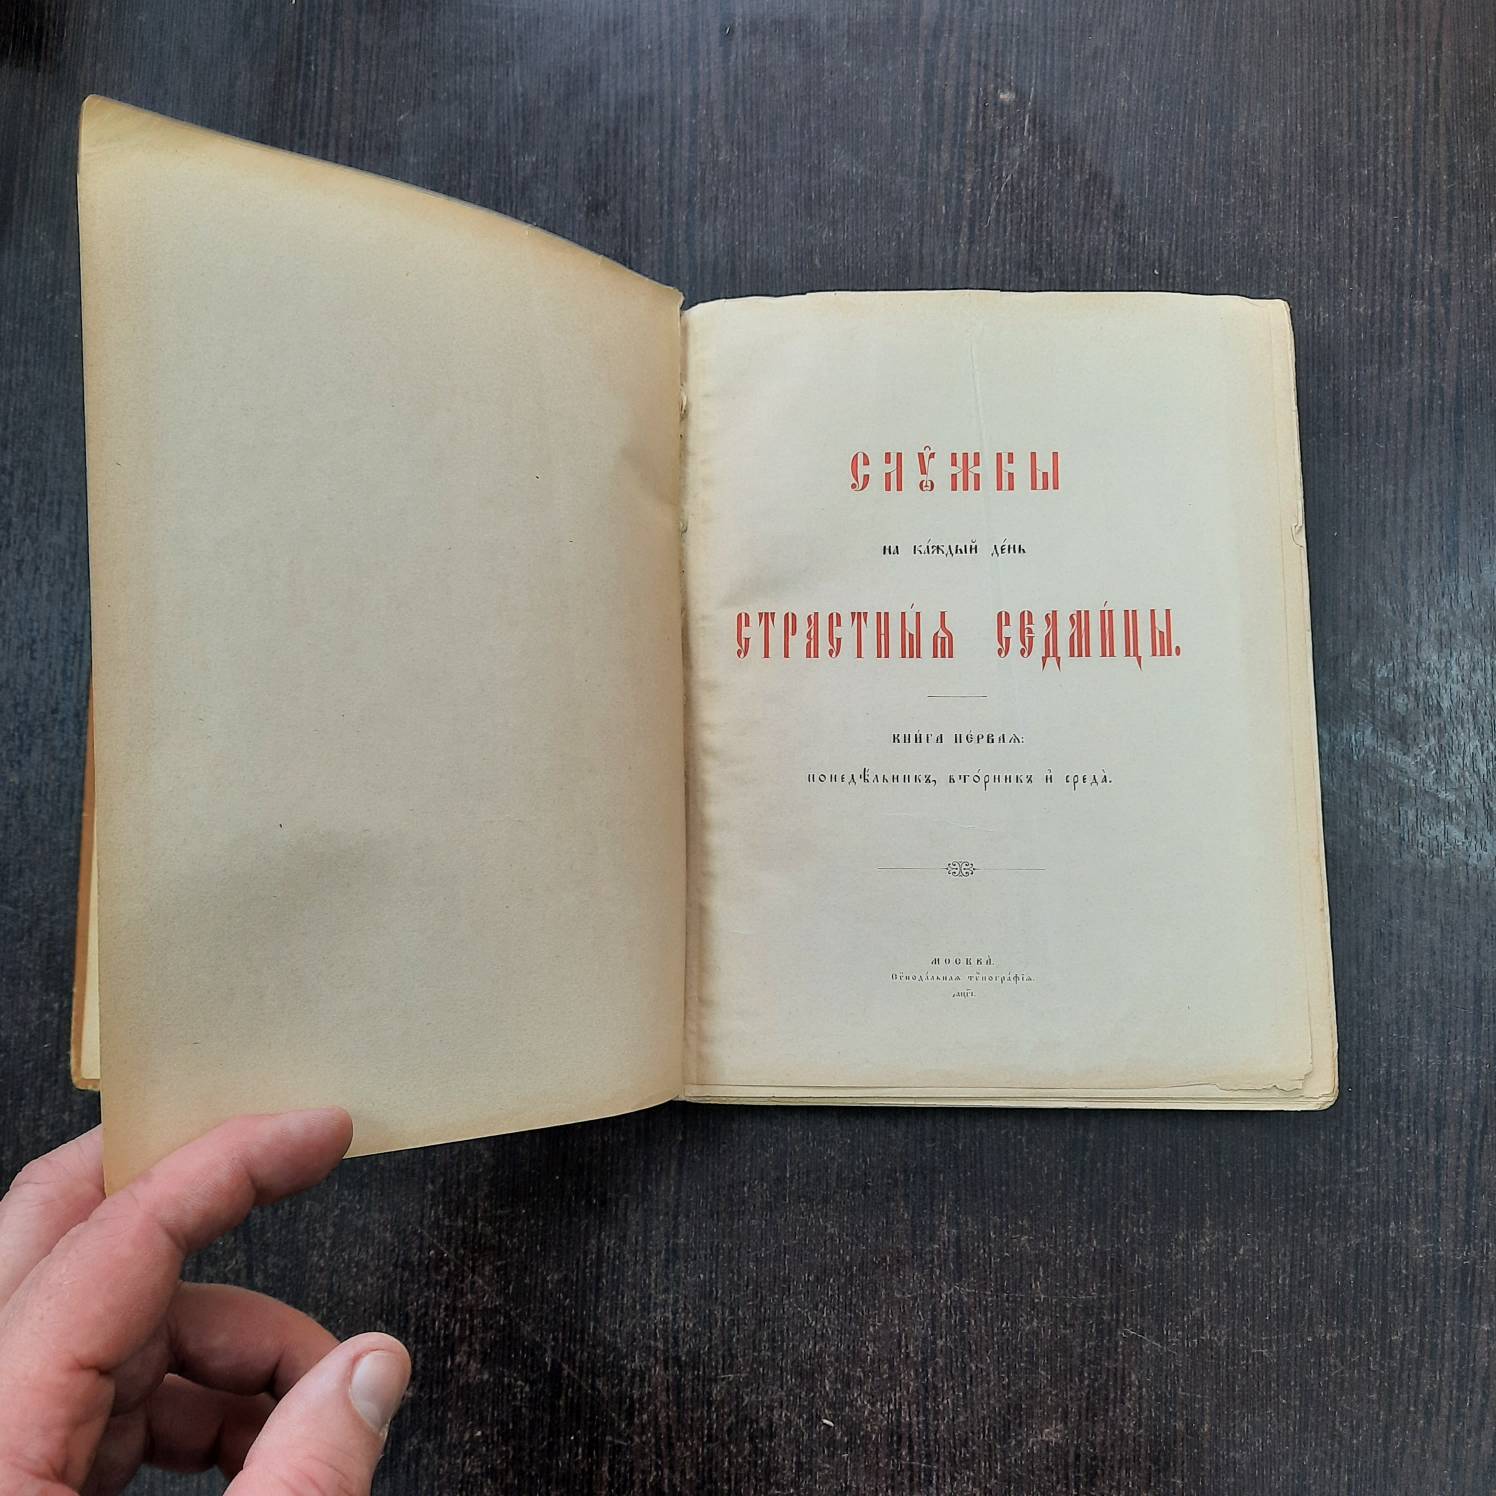 СЛꙋ́ЖБЫ
на ка́ждый де́нь
СТРАСТНЫ́Ѧ СЕДМИ́ЦЫ.
КНИ́ГА ПЕ́РВАѦ:
понедѣ́льникъ, вто́рникъ и҆ среда̀.
МОСКВА̀.
Сѷнода́льнаѧ тѷпогра́фїѧ.